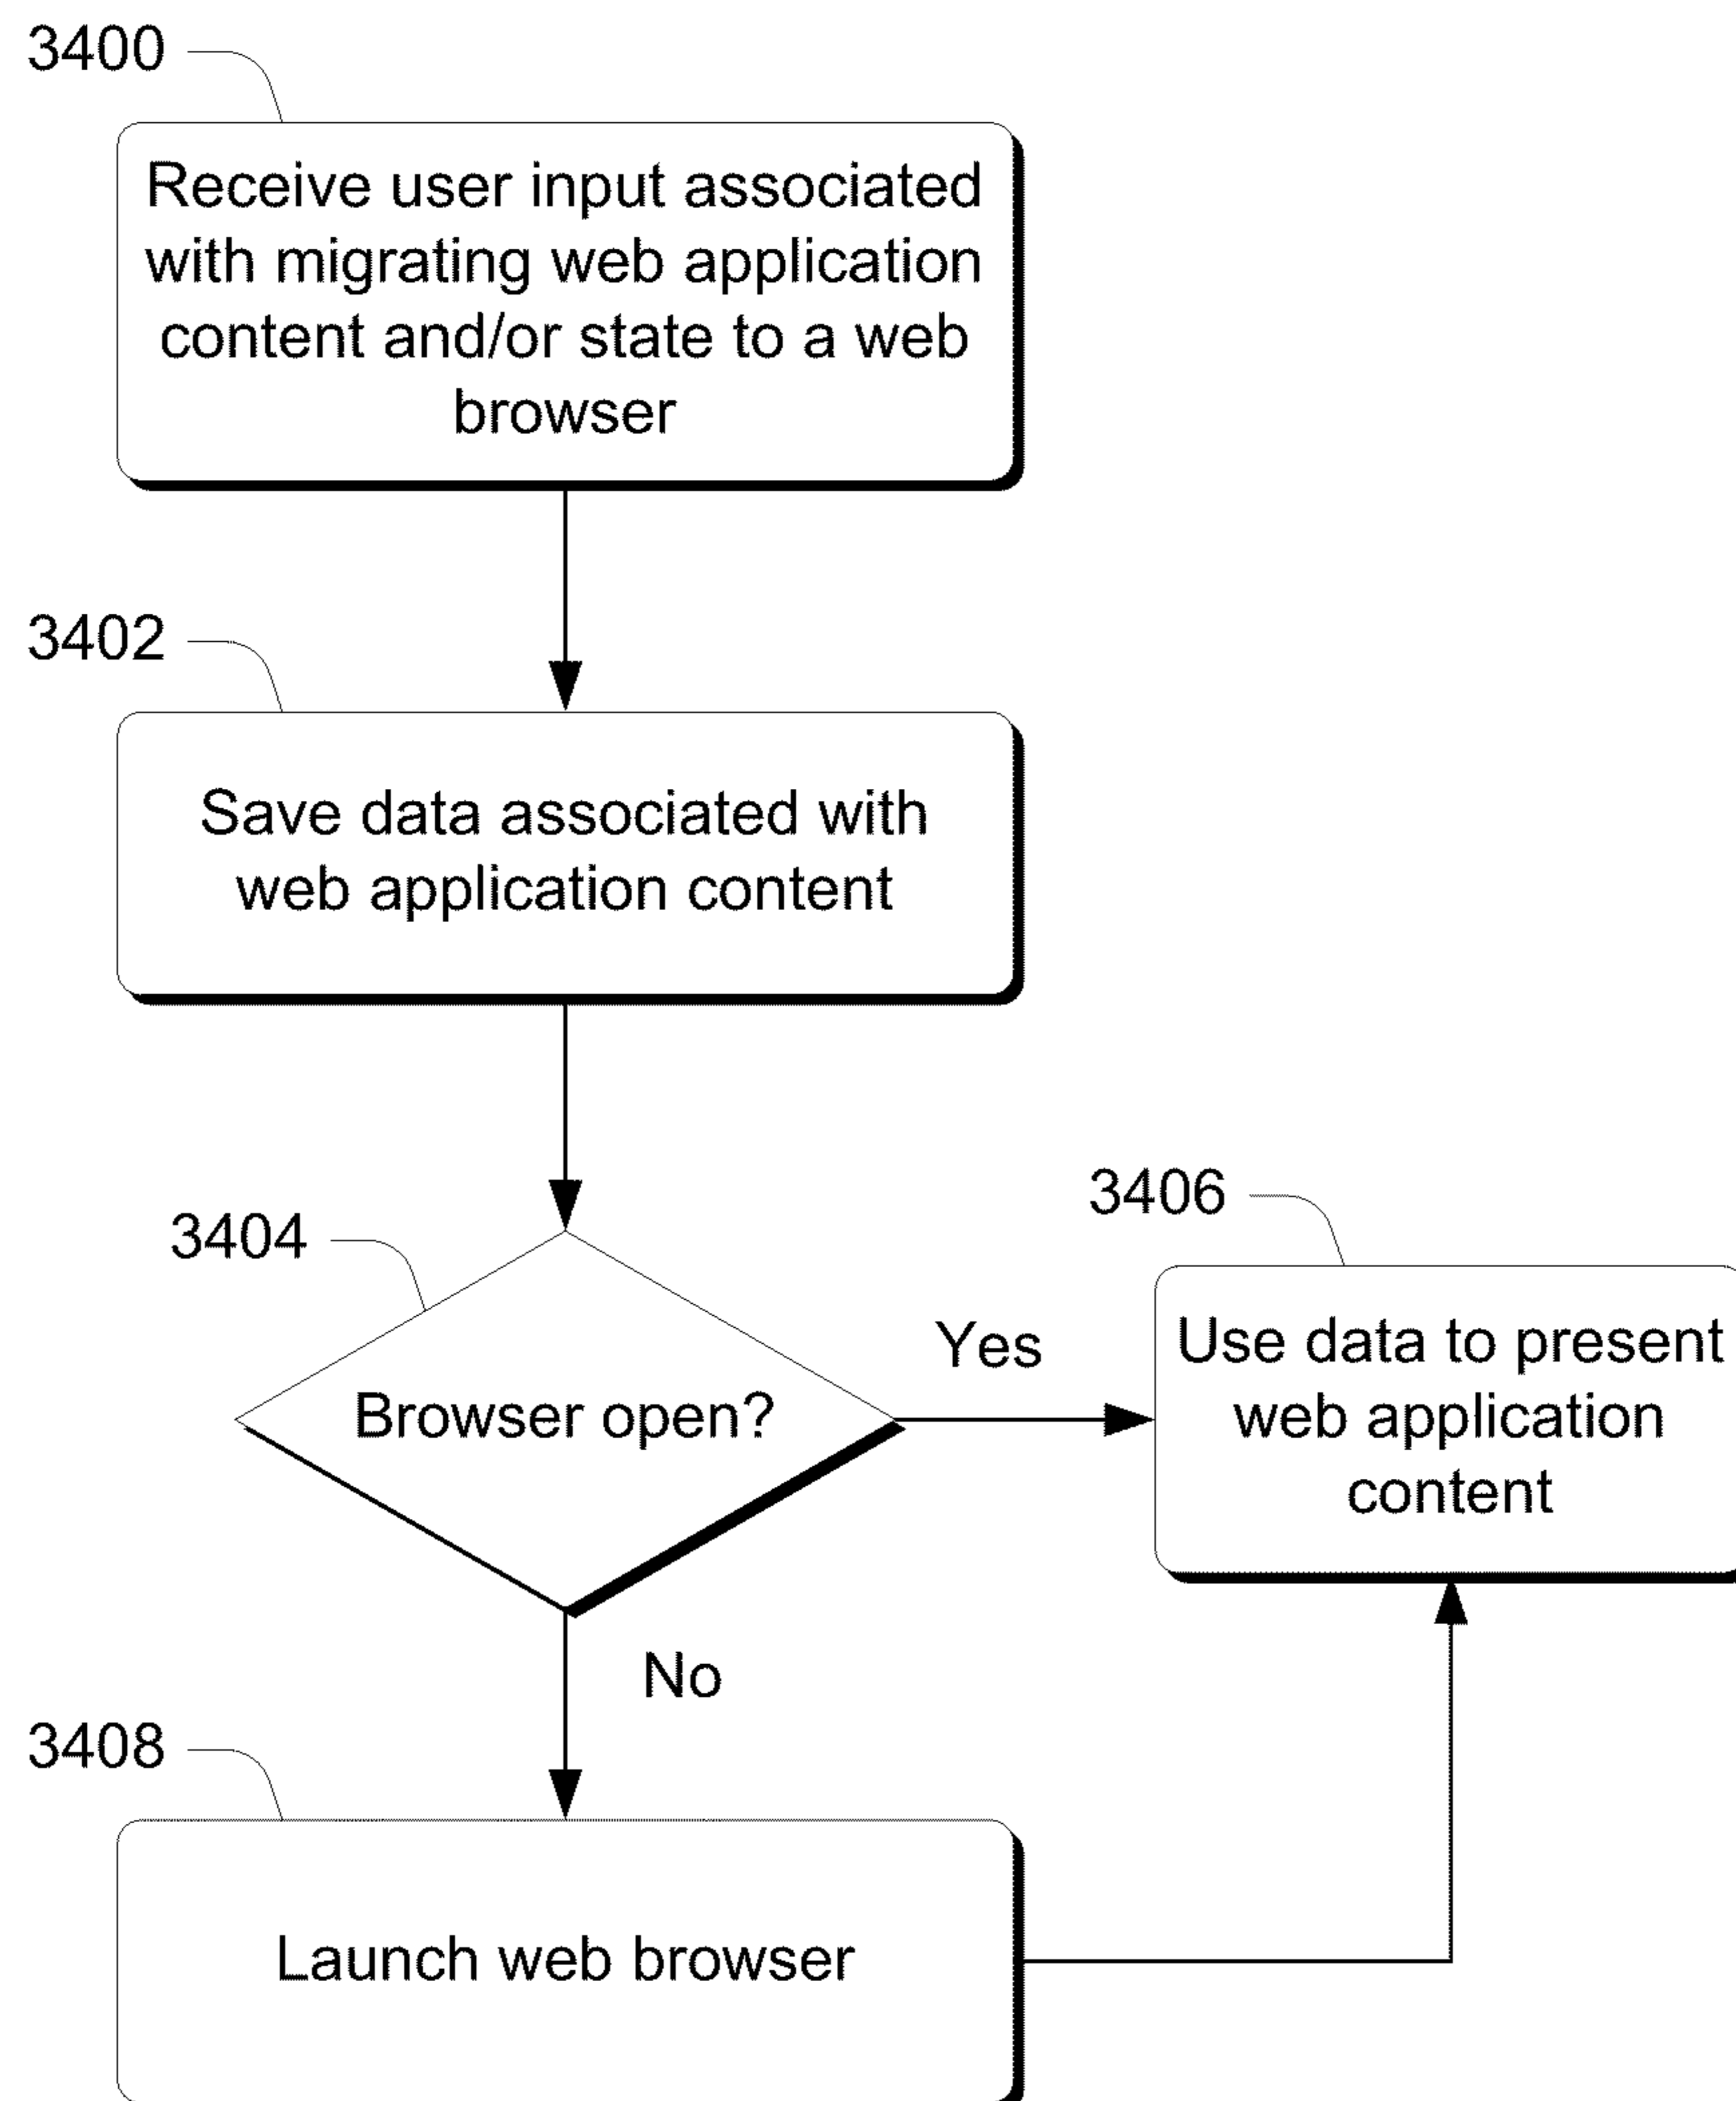 3400
Receive user input associated
with migrating web application
content and/or state to a web
browser
3402
Save data associated with
web application content
3404
Browser open?
Yes
3406
Use data to present
web application
content
No
3408
Launch web browser